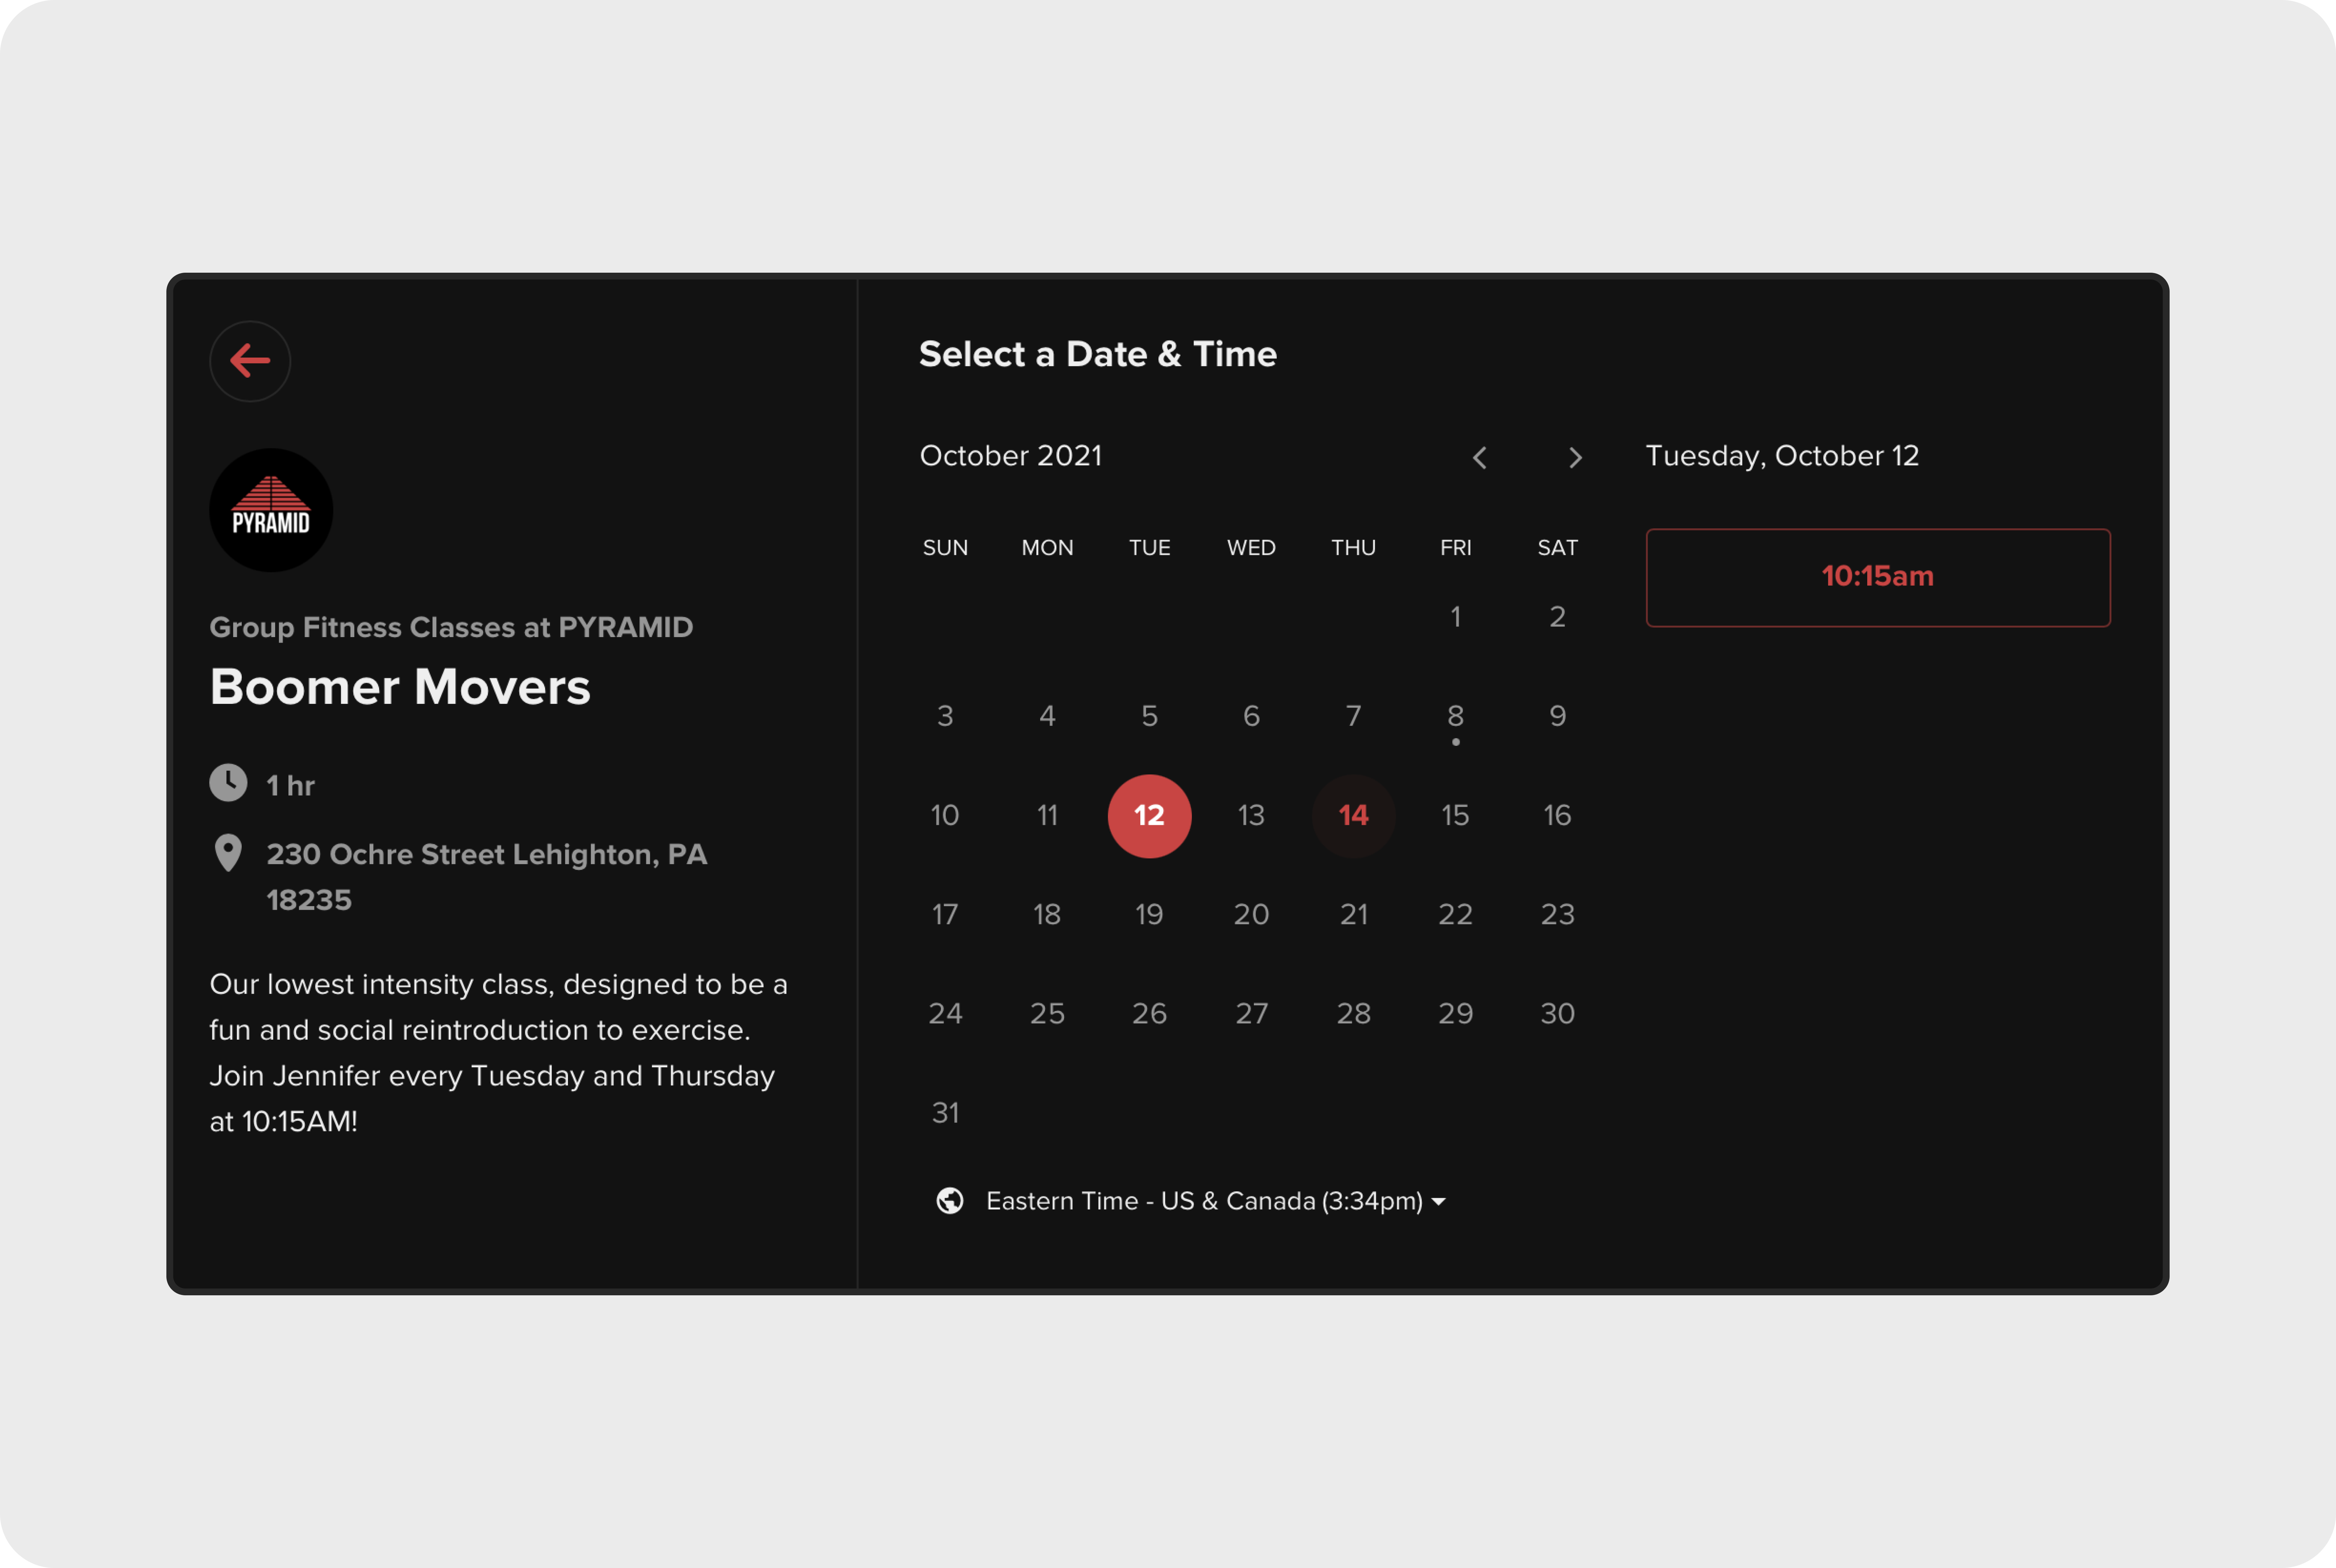 PYRAMID
Group Fitness Classes at PYRAMID
Boomer Movers
1 hr
230 Ochre Street Lehighton, PA
18235
Our lowest intensity class, designed to be a
fun and social reintroduction to exercise.
Join Jennifer every Tuesday and Thursday
at 10:15AM!
Select a Date & Time
October 2021
SUN MON TUE WED THU FRI SAT
1 2
3 4 5 6 7 8 9
10 11 12 13 14 15 16
17 18 19 20 21 22 23
24 25 26 27 28 29 30
31
Eastern Time - US & Canada (3:34pm)
Tuesday, October 12
10:15am